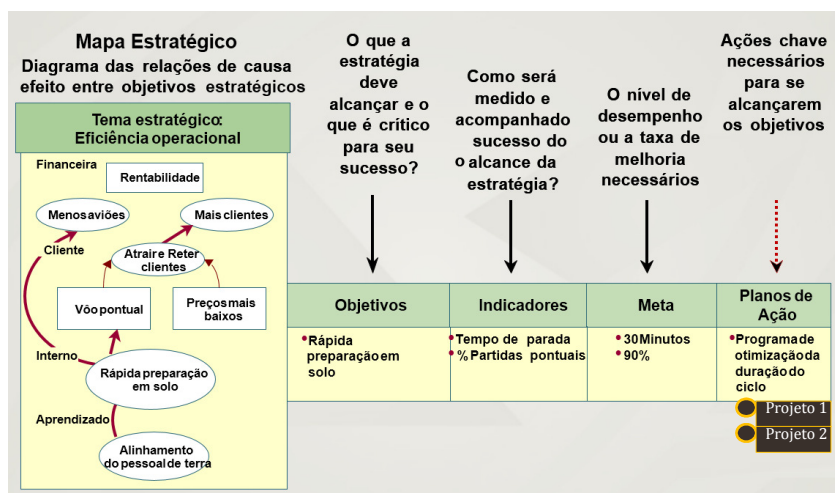 Mapa Estratégico
Diagrama das relações de causa
efeito entre objetivos estratégicos
Tema estratégico:
Eficiência operacional
Financeira
Rentabilidade
Menos aviões
Mais clientes
Cliente
Atrair e Reter
clientes
Vôo pontual
Preços mais
baixos
Interno
Rápida preparação
em solo
Aprendizado
Alinhamento
do pessoal de terra
O que a
estratégia
deve
alcançar e o
que é crítico
para seu
sucesso?
Como será
medido e
acompanhado
sucesso do
o alcance da
estratégia?
O nível de
desempenho
ou a taxa de
melhoria
necessários
Ações chave
necessários
para se
alcançarem
os objetivos
Objetivos
Indicadores
Meta
Planos de
Ação
•Rápida
preparação em
solo
•Tempo de parada
•% Partidas pontuais
•30 Minutos
•90%
•Programa de
otimização da
duração do
ciclo
Projeto 1
Projeto 2